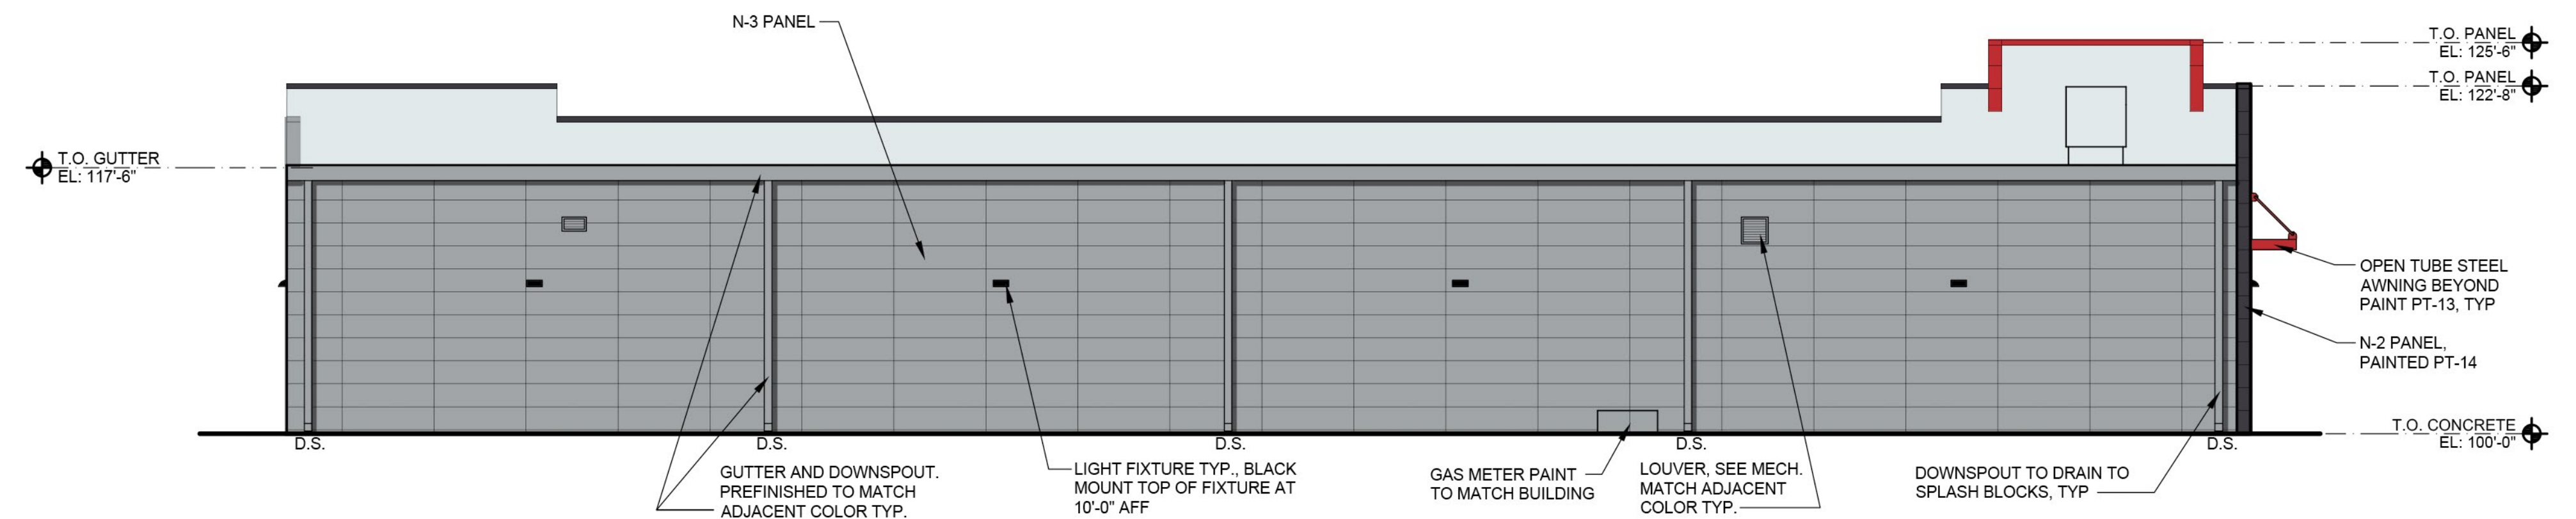 N-3 PANEL
T.O. PANEL
EL: 125'-6"
T.O. PANEL
EL: 122'-8"
T.O. GUTTER
EL: 117'-6"
OPEN TUBE STEEL
AWNING BEYOND
PAINT PT-13, TYP
N-2 PANEL,
PAINTED PT-14
T.O. CONCRETE
EL: 100'-0"
D.S.
D.S.
D.S.
D.S.
D.S.
GUTTER AND DOWNSPOUT.
PREFINISHED TO MATCH
ADJACENT COLOR TYP.
LIGHT FIXTURE TYP., BLACK
MOUNT TOP OF FIXTURE AT
10'-0" AFF
GAS METER PAINT
TO MATCH BUILDING
LOUVER, SEE MECH.
MATCH ADJACENT
COLOR TYP.
DOWNSPOUT TO DRAIN TO
SPLASH BLOCKS, TYP